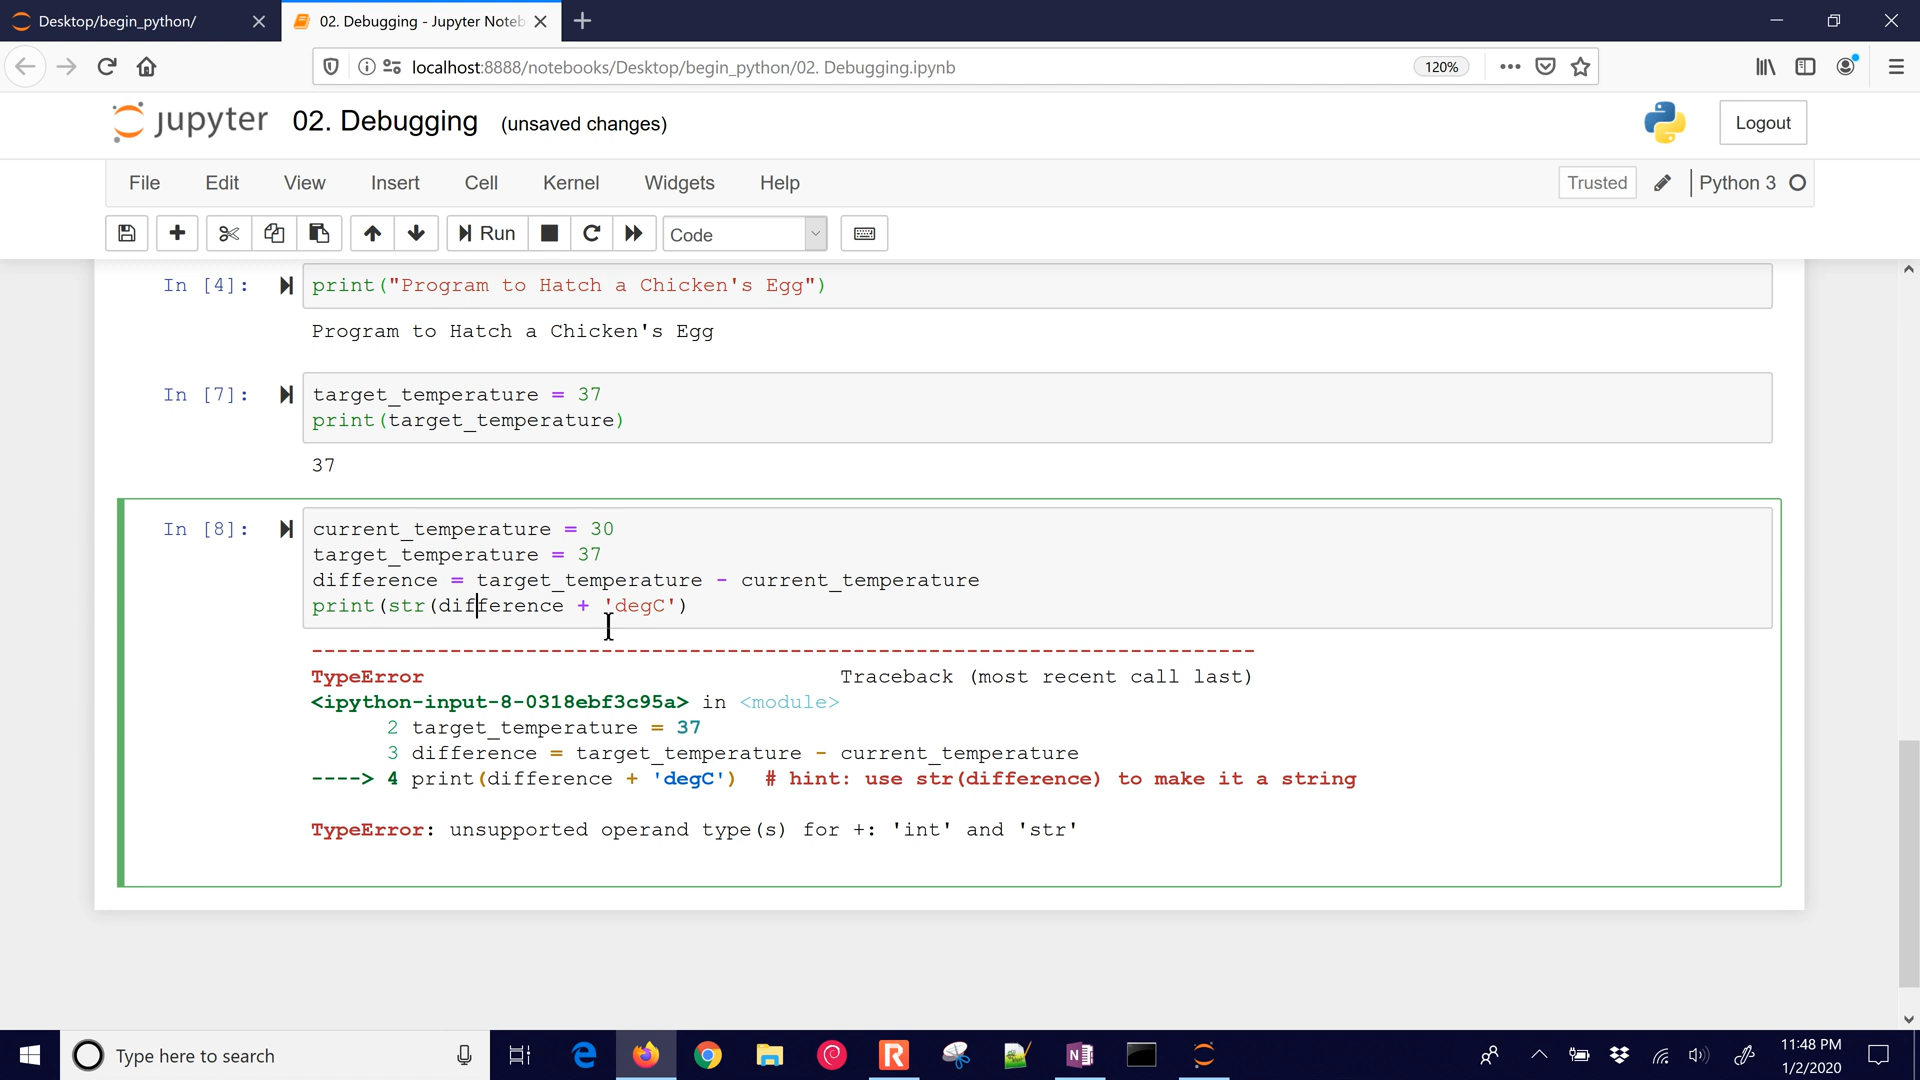 Desktop/begin_python/
02. Debugging - Jupyter Noteb
localhost:8888/notebooks/Desktop/begin_python/02. Debugging.ipynb
120%
jupyter
02. Debugging
(unsaved changes)
Logout
File
Edit
View
Insert
Cell
Kernel
Widgets
Help
Trusted
Python 3
Run
Code
In [4]:
print("Program to Hatch a Chicken's Egg")
Program to Hatch a Chicken's Egg
In [7]:
target_temperature = 37
print(target_temperature)
37
In [8]:
current_temperature = 30
target_temperature = 37
difference = target_temperature - current_temperature
print(str(difference + 'degC')
---------------------------------------------------------------------------
TypeError                                 Traceback (most recent call last)
<ipython-input-8-0318ebf3c95a> in <module>
      2 target_temperature = 37
      3 difference = target_temperature - current_temperature
----> 4 print(difference + 'degC')  # hint: use str(difference) to make it a string
TypeError: unsupported operand type(s) for +: 'int' and 'str'
Type here to search
11:48 PM
1/2/2020